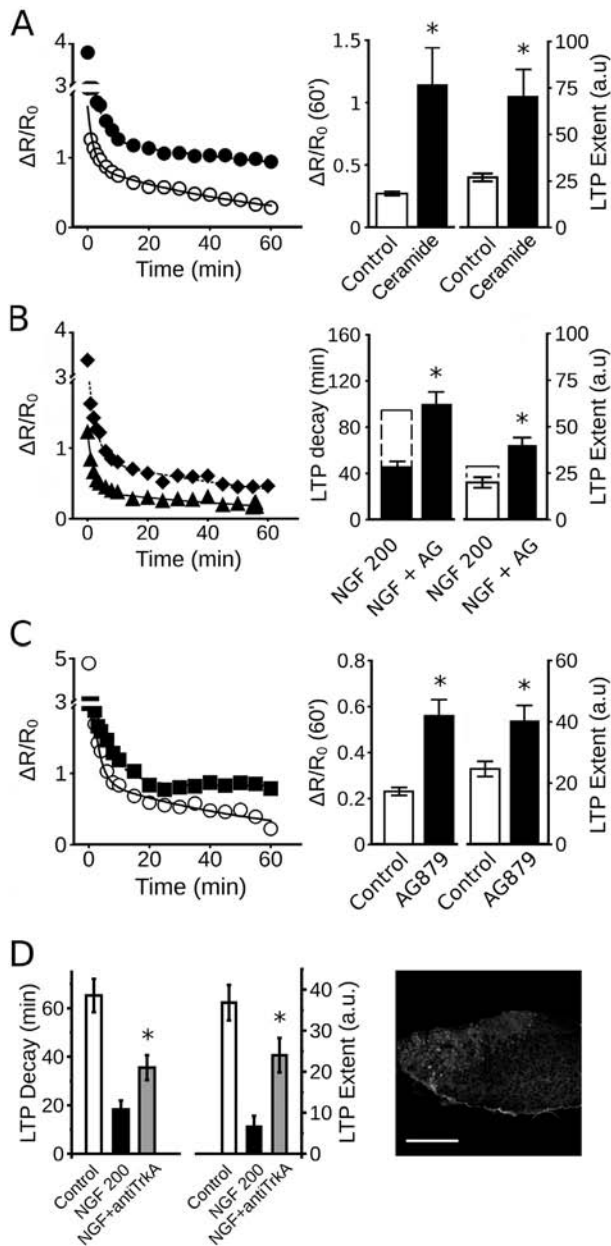 A
ΔR/R0
4
3
1
0
0 20 40 60
Time (min)
ΔR/R0 (60')
1.5
1
0.5
0
* *
100
75
50
25
0
LTP Extent (a.u)
Control Ceramide Control Ceramide
B
ΔR/R0
4
3
1
0
0 20 40 60
Time (min)
LTP decay (min)
160
120
80
40
0
* *
100
75
50
25
0
LTP Extent (a.u)
NGF 200 NGF + AG NGF 200 NGF + AG
C
ΔR/R0
5
3
1
0
0 20 40 60
Time (min)
ΔR/R0 (60')
0.8
0.6
0.4
0.2
0
* *
60
40
20
0
LTP Extent (a.u)
Control AG879 Control AG879
D
LTP Decay (min)
60
40
20
0
* *
40
30
20
10
0
LTP Extent (a.u.)
Control NGF 200 NGF+antiTrkA Control NGF 200 NGF+antiTrkA